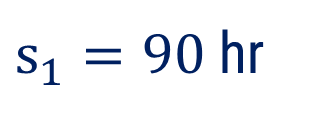 s₁ = 90 hr